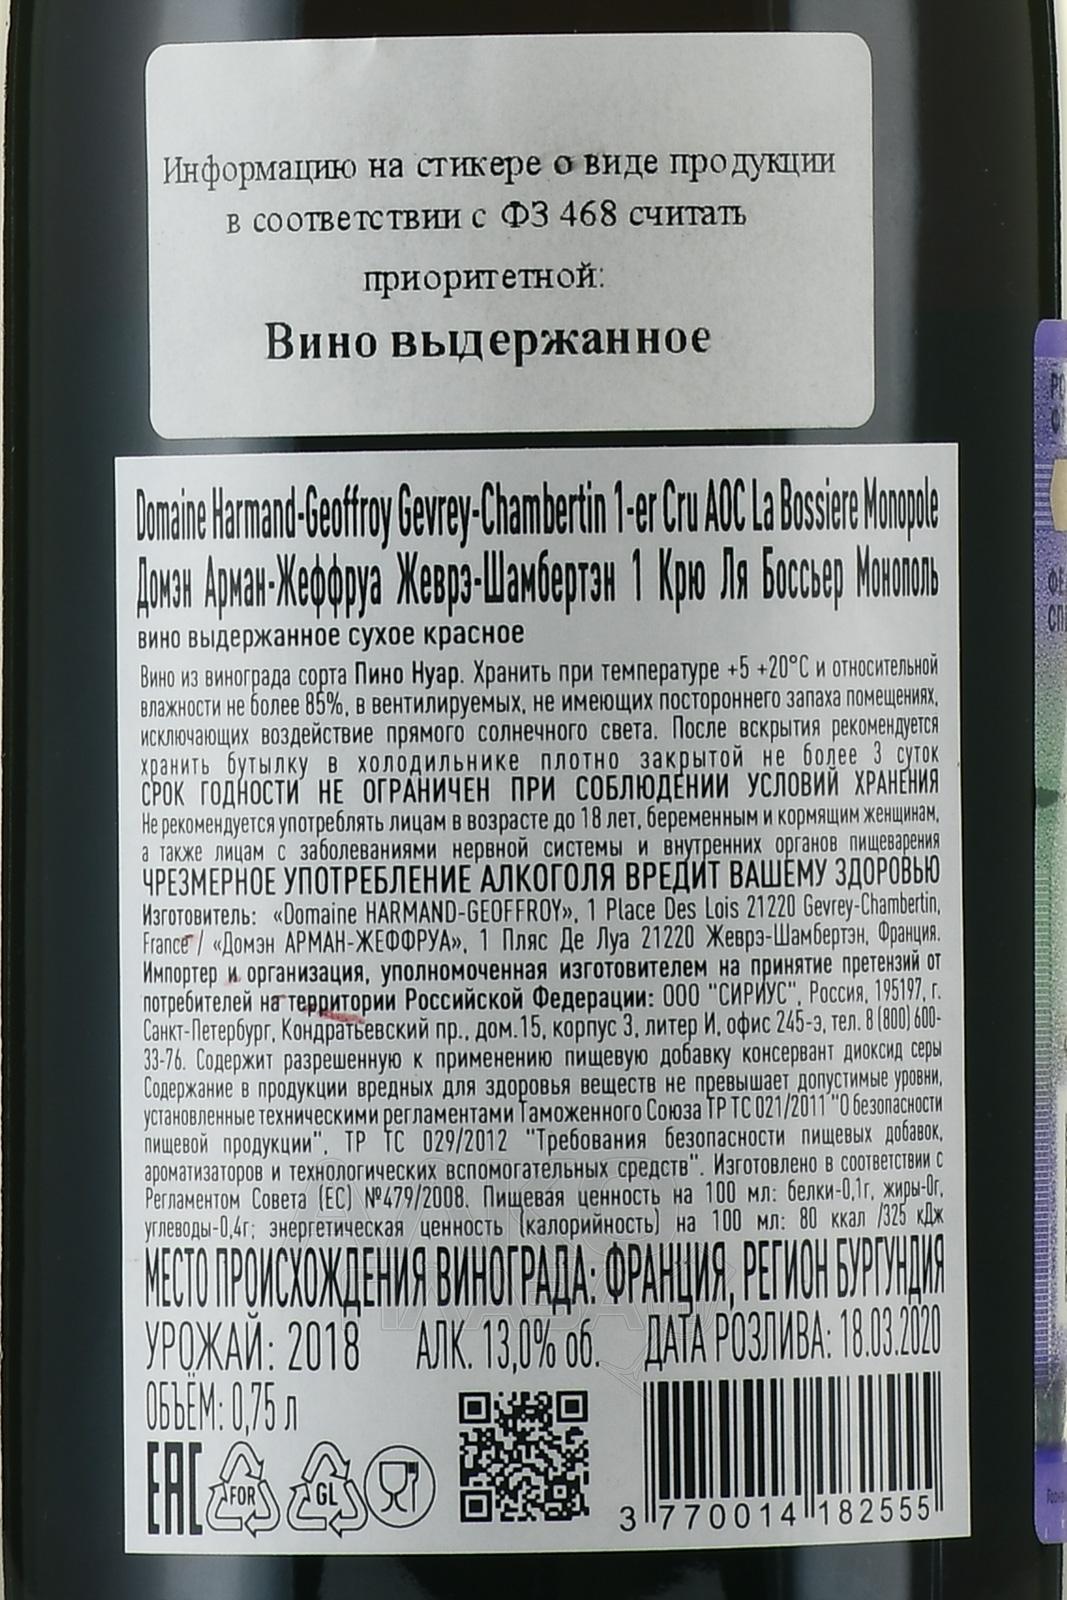 Информацию на стикере о виде продукции
в соответствии с ФЗ 468 считать
приоритетной:
Вино выдержанное
Domaine Harmand-Geoffroy Gevrey-Chambertin 1-er Cru AOC La Bossiere Monopole
Домэн Арман-Жеффруа Жеврэ-Шамбертэн 1 Крю Ля Боссьер Монополь
вино выдержанное сухое красное
Вино из винограда сорта Пино Нуар. Хранить при температуре +5 +20°С и относительной
влажности не более 85%, в вентилируемых, не имеющих постороннего запаха помещениях,
исключающих воздействие прямого солнечного света. После вскрытия рекомендуется
хранить бутылку в холодильнике плотно закрытой не более 3 суток
СРОК ГОДНОСТИ НЕ ОГРАНИЧЕН ПРИ СОБЛЮДЕНИИ УСЛОВИЙ ХРАНЕНИЯ
Не рекомендуется употреблять лицам в возрасте до 18 лет, беременным и кормящим женщинам,
а также лицам с заболеваниями нервной системы и внутренних органов пищеварения
ЧРЕЗМЕРНОЕ УПОТРЕБЛЕНИЕ АЛКОГОЛЯ ВРЕДИТ ВАШЕМУ ЗДОРОВЬЮ
Изготовитель: «Domaine HARMAND-GEOFFROY», 1 Place Des Lois 21220 Gevrey-Chambertin,
France / «Домэн АРМАН-ЖЕФФРУА», 1 Пляс Де Луа 21220 Жеврэ-Шамбертэн, Франция.
Импортер и организация, уполномоченная изготовителем на принятие претензий от
потребителей на территории Российской Федерации: ООО "СИРИУС", Россия, 195197, г.
Санкт-Петербург, Кондратьевский пр., дом.15, корпус 3, литер И, офис 245-э, тел. 8 (800) 600-
33-76. Содержит разрешенную к применению пищевую добавку консервант диоксид серы
Содержание в продукции вредных для здоровья веществ не превышает допустимые уровни,
установленные техническими регламентами Таможенного Союза ТР ТС 021/2011 "О безопасности
пищевой продукции", ТР ТС 029/2012 "Требования безопасности пищевых добавок,
ароматизаторов и технологических вспомогательных средств". Изготовлено в соответствии с
Регламентом Совета (ЕС) №479/2008. Пищевая ценность на 100 мл: белки-0,1г, жиры-0г,
углеводы-0,4г; энергетическая ценность (калорийность) на 100 мл: 80 ккал /325 кДж
МЕСТО ПРОИСХОЖДЕНИЯ ВИНОГРАДА: ФРАНЦИЯ, РЕГИОН БУРГУНДИЯ
УРОЖАЙ: 2018 АЛК. 13,0% об. ДАТА РОЗЛИВА: 18.03.2020
ОБЪЁМ: 0,75 л
EAC FOR GL
3 770014 182555